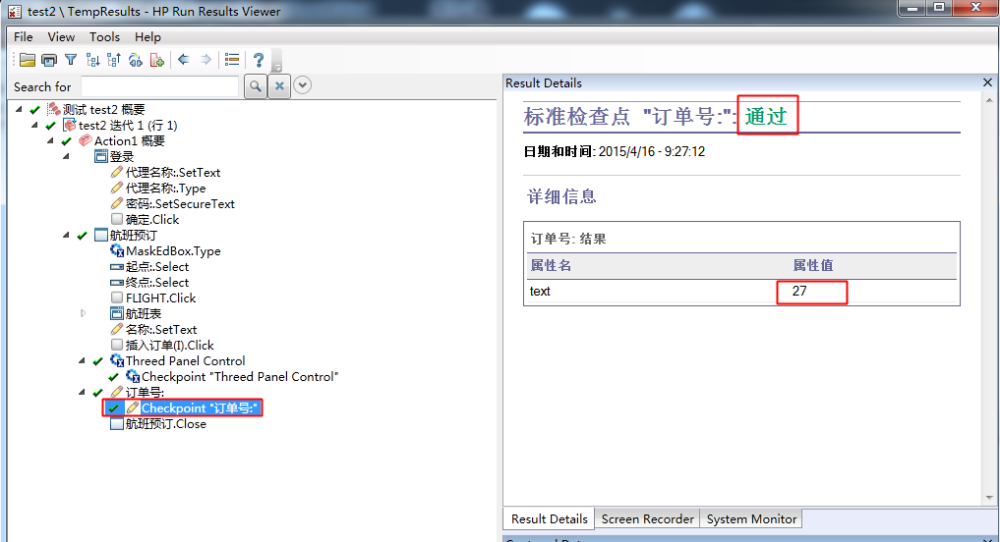 test2 \ TempResults - HP Run Results Viewer
File View Tools Help
Search for
测试 test2 概要
test2 迭代 1 (行 1)
Action1 概要
登录
代理名称:.SetText
代理名称:.Type
密码:.SetSecureText
确定.Click
航班预订
MaskEdBox.Type
起点:.Select
终点:.Select
FLIGHT.Click
航班表
名称:.SetText
插入订单(I).Click
Threed Panel Control
Checkpoint "Threed Panel Control"
订单号:
Checkpoint "订单号:"
航班预订.Close
Result Details
标准检查点 "订单号:": 通过
日期和时间: 2015/4/16 - 9:27:12
详细信息
订单号: 结果
属性名 属性值
text 27
Result Details Screen Recorder System Monitor